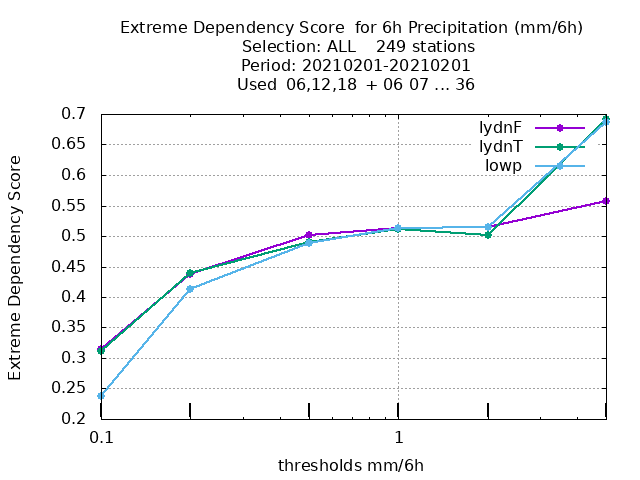 Extreme Dependency Score  for 6h Precipitation (mm/6h)
Selection: ALL    249 stations
Period: 20210201-20210201
Used  06,12,18  + 06 07 ... 36
0.7
0.65
0.6
0.55
0.5
0.45
0.4
0.35
0.3
0.25
0.2
Extreme Dependency Score
lydnF
lydnT
lowp
0.1
1
thresholds mm/6h